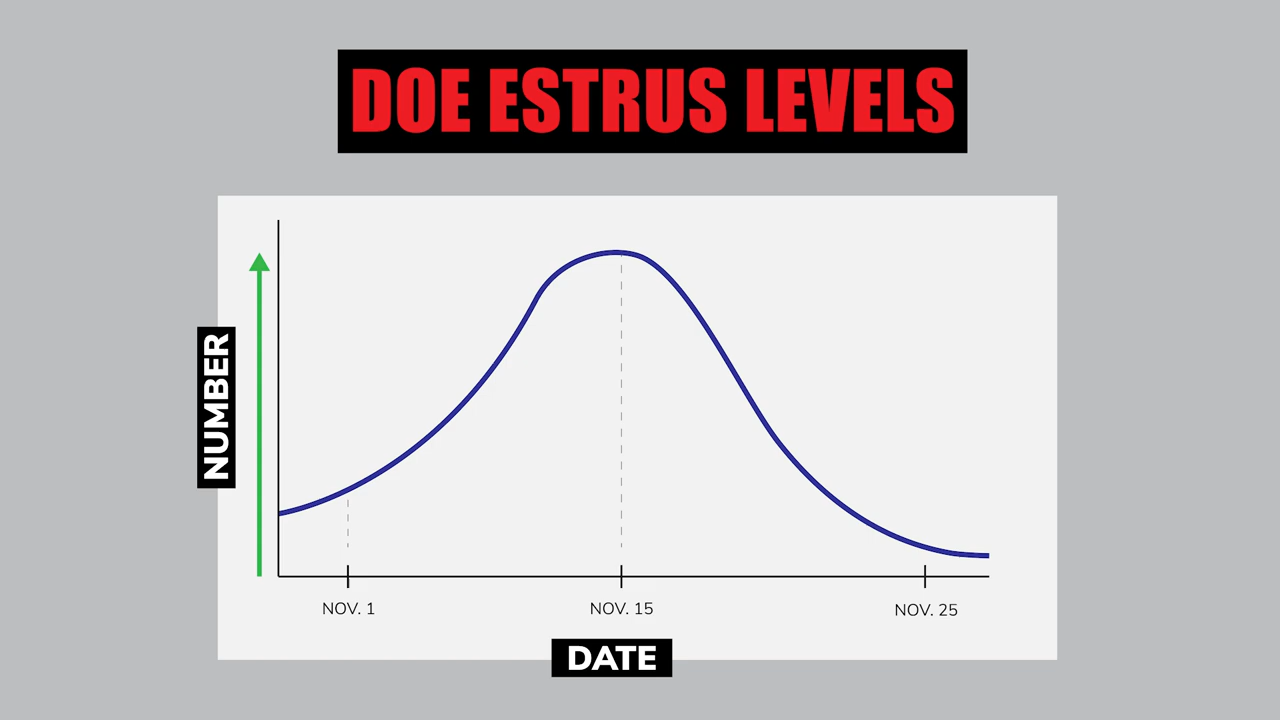 DOE ESTRUS LEVELS
NUMBER
NOV. 1
NOV. 15
NOV. 25
DATE